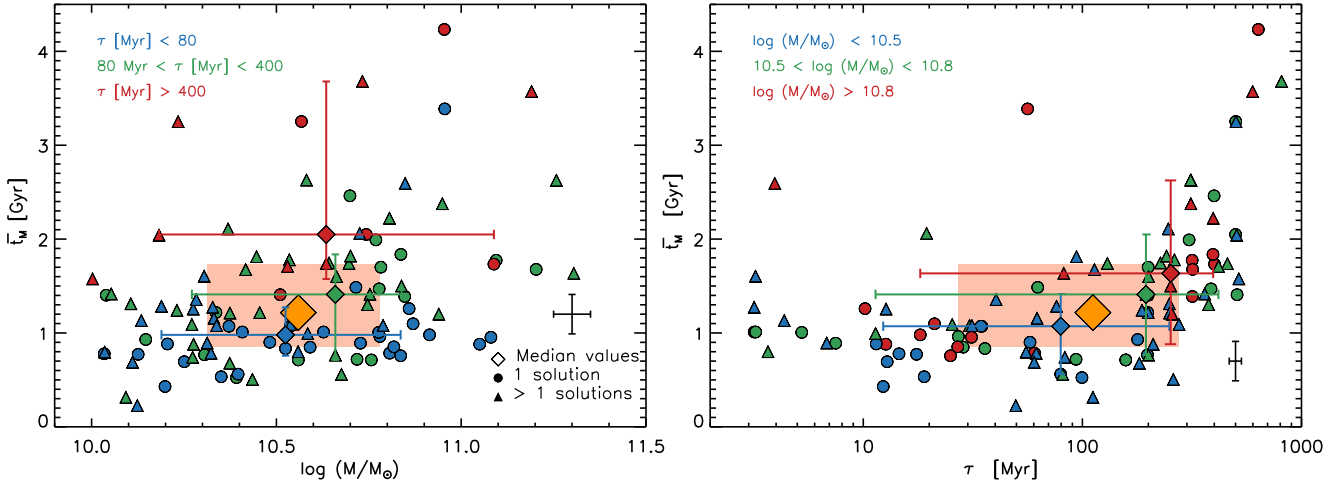 τ [Myr] < 80
80 Myr < τ [Myr] < 400
τ [Myr] > 400
Median values
1 solution
> 1 solutions
t̄ᴍ [Gyr]
4
3
2
1
0
10.0 10.5 11.0 11.5
log (M/M⊙)
log (M/M⊙) < 10.5
10.5 < log (M/M⊙) < 10.8
log (M/M⊙) > 10.8
t̄ᴍ [Gyr]
4
3
2
1
0
10 100 1000
τ [Myr]